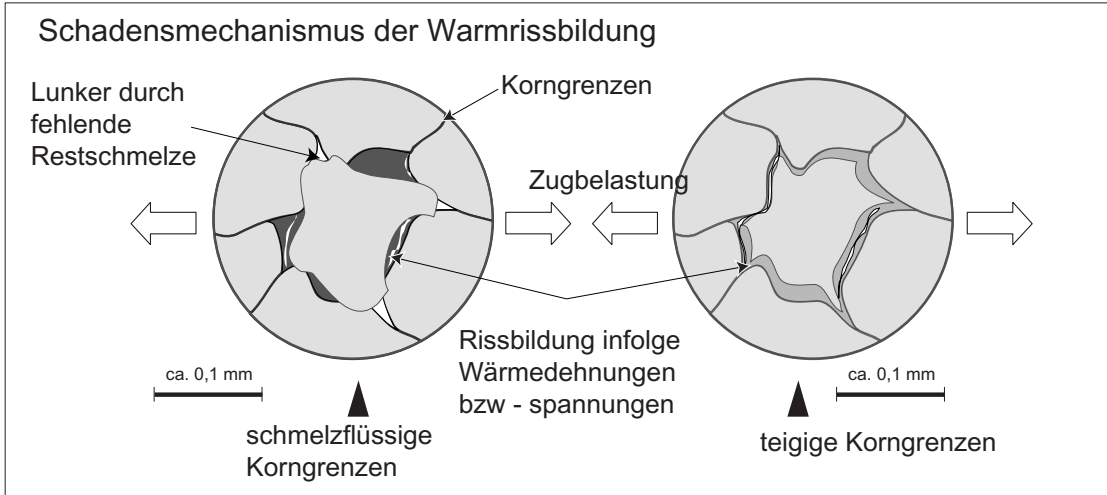 Schadensmechanismus der Warmrissbildung
Lunker durch
fehlende
Restschmelze
Korngrenzen
Zugbelastung
Rissbildung infolge
Wärmedehnungen
bzw - spannungen
ca. 0,1 mm
ca. 0,1 mm
schmelzflüssige
Korngrenzen
teigige Korngrenzen